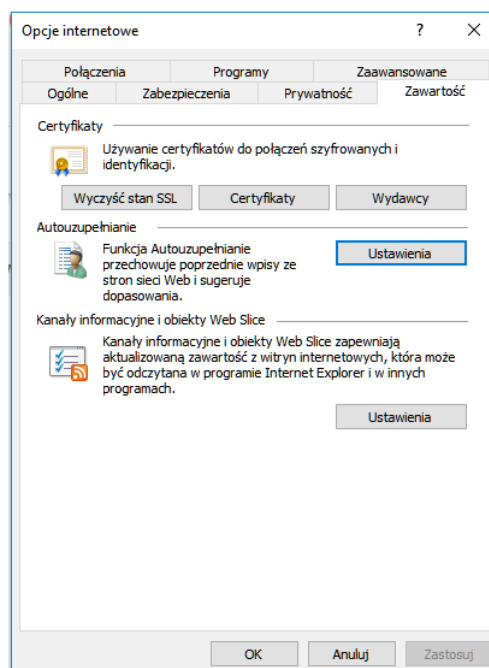 Opcje internetowe
?
Połączenia Programy Zaawansowane
Ogólne Zabezpieczenia Prywatność Zawartość
Certyfikaty
Używanie certyfikatów do połączeń szyfrowanych i
identyfikacji.
Wyczyść stan SSL Certyfikaty Wydawcy
Autouzupełnianie
Funkcja Autouzupełnianie
przechowuje poprzednie wpisy ze
stron sieci Web i sugeruje
dopasowania.
Ustawienia
Kanały informacyjne i obiekty Web Slice
Kanały informacyjne i obiekty Web Slice zapewniają
aktualizowaną zawartość z witryn internetowych, która może
być odczytana w programie Internet Explorer i w innych
programach.
Ustawienia
OK Anuluj Zastosuj